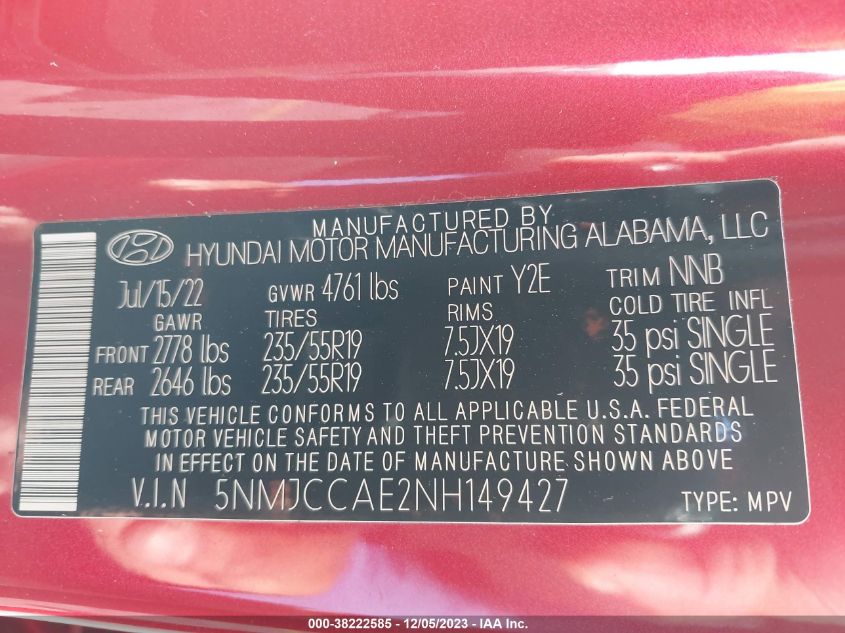 MANUFACTURED BY
HYUNDAI MOTOR MANUFACTURING ALABAMA, LLC
Jul/15/22 GVWR 4761 lbs PAINT Y2E TRIM NNB
GAWR TIRES RIMS COLD TIRE INFL
FRONT 2778 lbs 235/55R19 7.5JX19 35 psi SINGLE
REAR 2646 lbs 235/55R19 7.5JX19 35 psi SINGLE
THIS VEHICLE CONFORMS TO ALL APPLICABLE U.S.A. FEDERAL
MOTOR VEHICLE SAFETY AND THEFT PREVENTION STANDARDS
IN EFFECT ON THE DATE OF MANUFACTURE SHOWN ABOVE.
V.I.N 5NMJCCAE2NH149427 TYPE: MPV
000-38222585 - 12/05/2023 - IAA Inc.